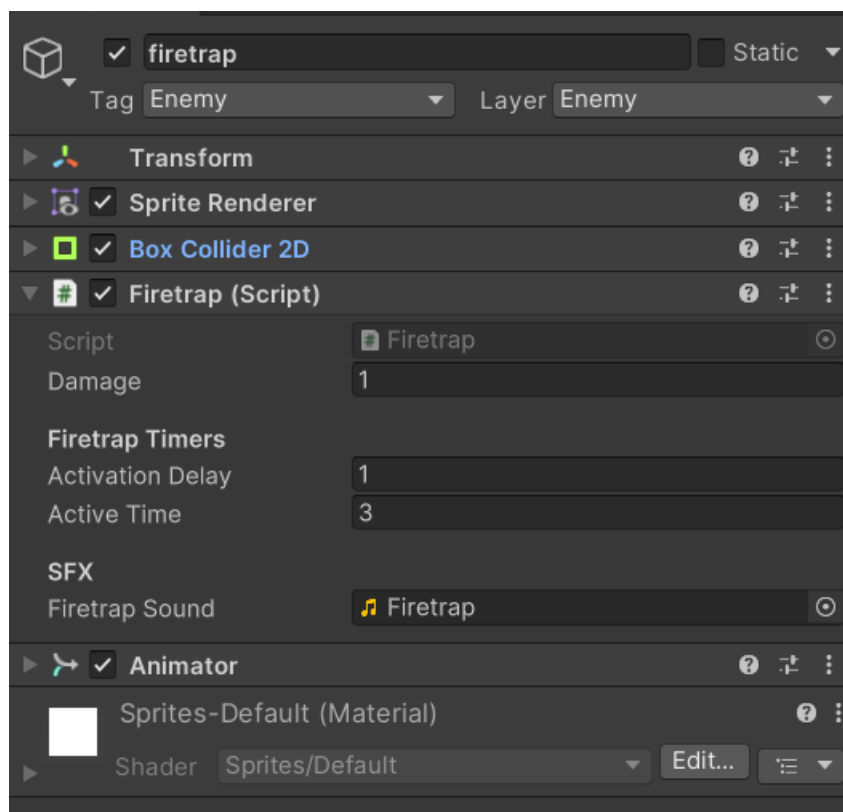 firetrap Static
Tag Enemy Layer Enemy
Transform
Sprite Renderer
Box Collider 2D
# Firetrap (Script)
Script # Firetrap
Damage 1
Firetrap Timers
Activation Delay 1
Active Time 3
SFX
Firetrap Sound Firetrap
Animator
Sprites-Default (Material)
Shader Sprites/Default Edit...